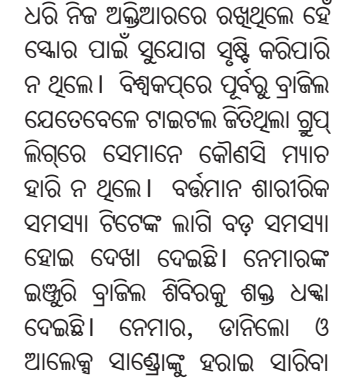 ଧରି ନିଜ ଅକ୍ତିଆରରେ ରଖିଥିଲେ ହେଁ
ସ୍କୋର ପାଇଁ ସୁଯୋଗ ସୃଷ୍ଟି କରିପାରି
ନ ଥିଲେ। ବିଶ୍ୱକପ୍‌ରେ ପୂର୍ବରୁ ବ୍ରାଜିଲ
ଯେତେବେଳେ ଟାଇଟଲ ଜିତିଥିଲା ଗ୍ରୁପ୍
ଲିଗ୍‌ରେ ସେମାନେ କୌଣସି ମ୍ୟାଚ
ହାରି ନ ଥିଲେ। ବର୍ତ୍ତମାନ ଶାରୀରିକ
ସମସ୍ୟା ଟିଟେଙ୍କ ଲାଗି ବଡ଼ ସମସ୍ୟା
ହୋଇ ଦେଖା ଦେଇଛି। ନେମାରଙ୍କ
ଇଞ୍ଜୁରି ବ୍ରାଜିଲ ଶିବିରକୁ ଶକ୍ତ ଧକ୍କା
ଦେଇଛି। ନେମାର, ଡାନିଲୋ ଓ
ଆଲେକ୍ସ ସାଣ୍ଡ୍ରୋଙ୍କୁ ହରାଇ ସାରିବା